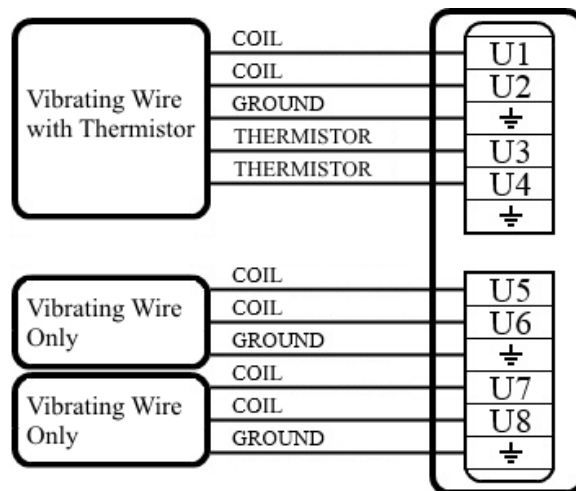 Vibrating Wire
with Thermistor
COIL
COIL
GROUND
THERMISTOR
THERMISTOR
U1
U2
U3
U4
Vibrating Wire
Only
COIL
COIL
GROUND
U5
U6
Vibrating Wire
Only
COIL
COIL
GROUND
U7
U8